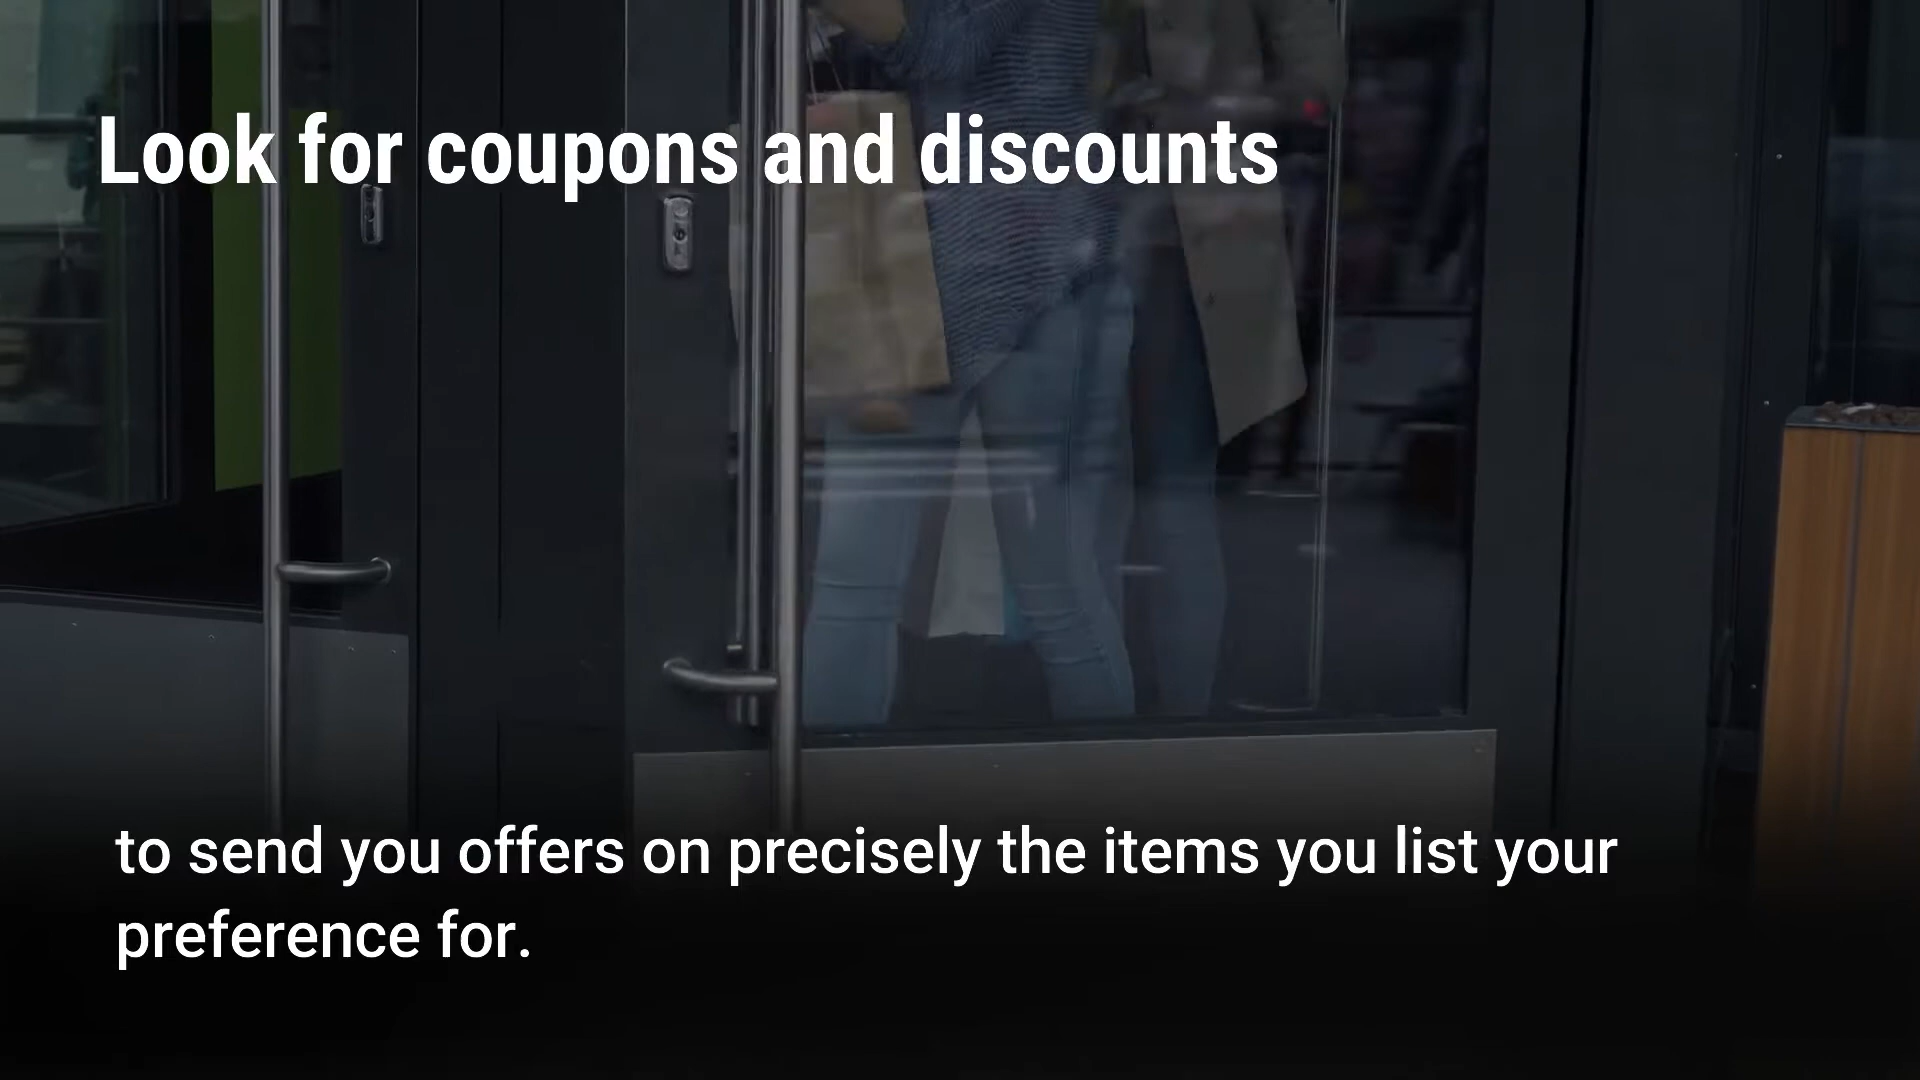 Look for coupons and discounts
to send you offers on precisely the items you list your
preference for.